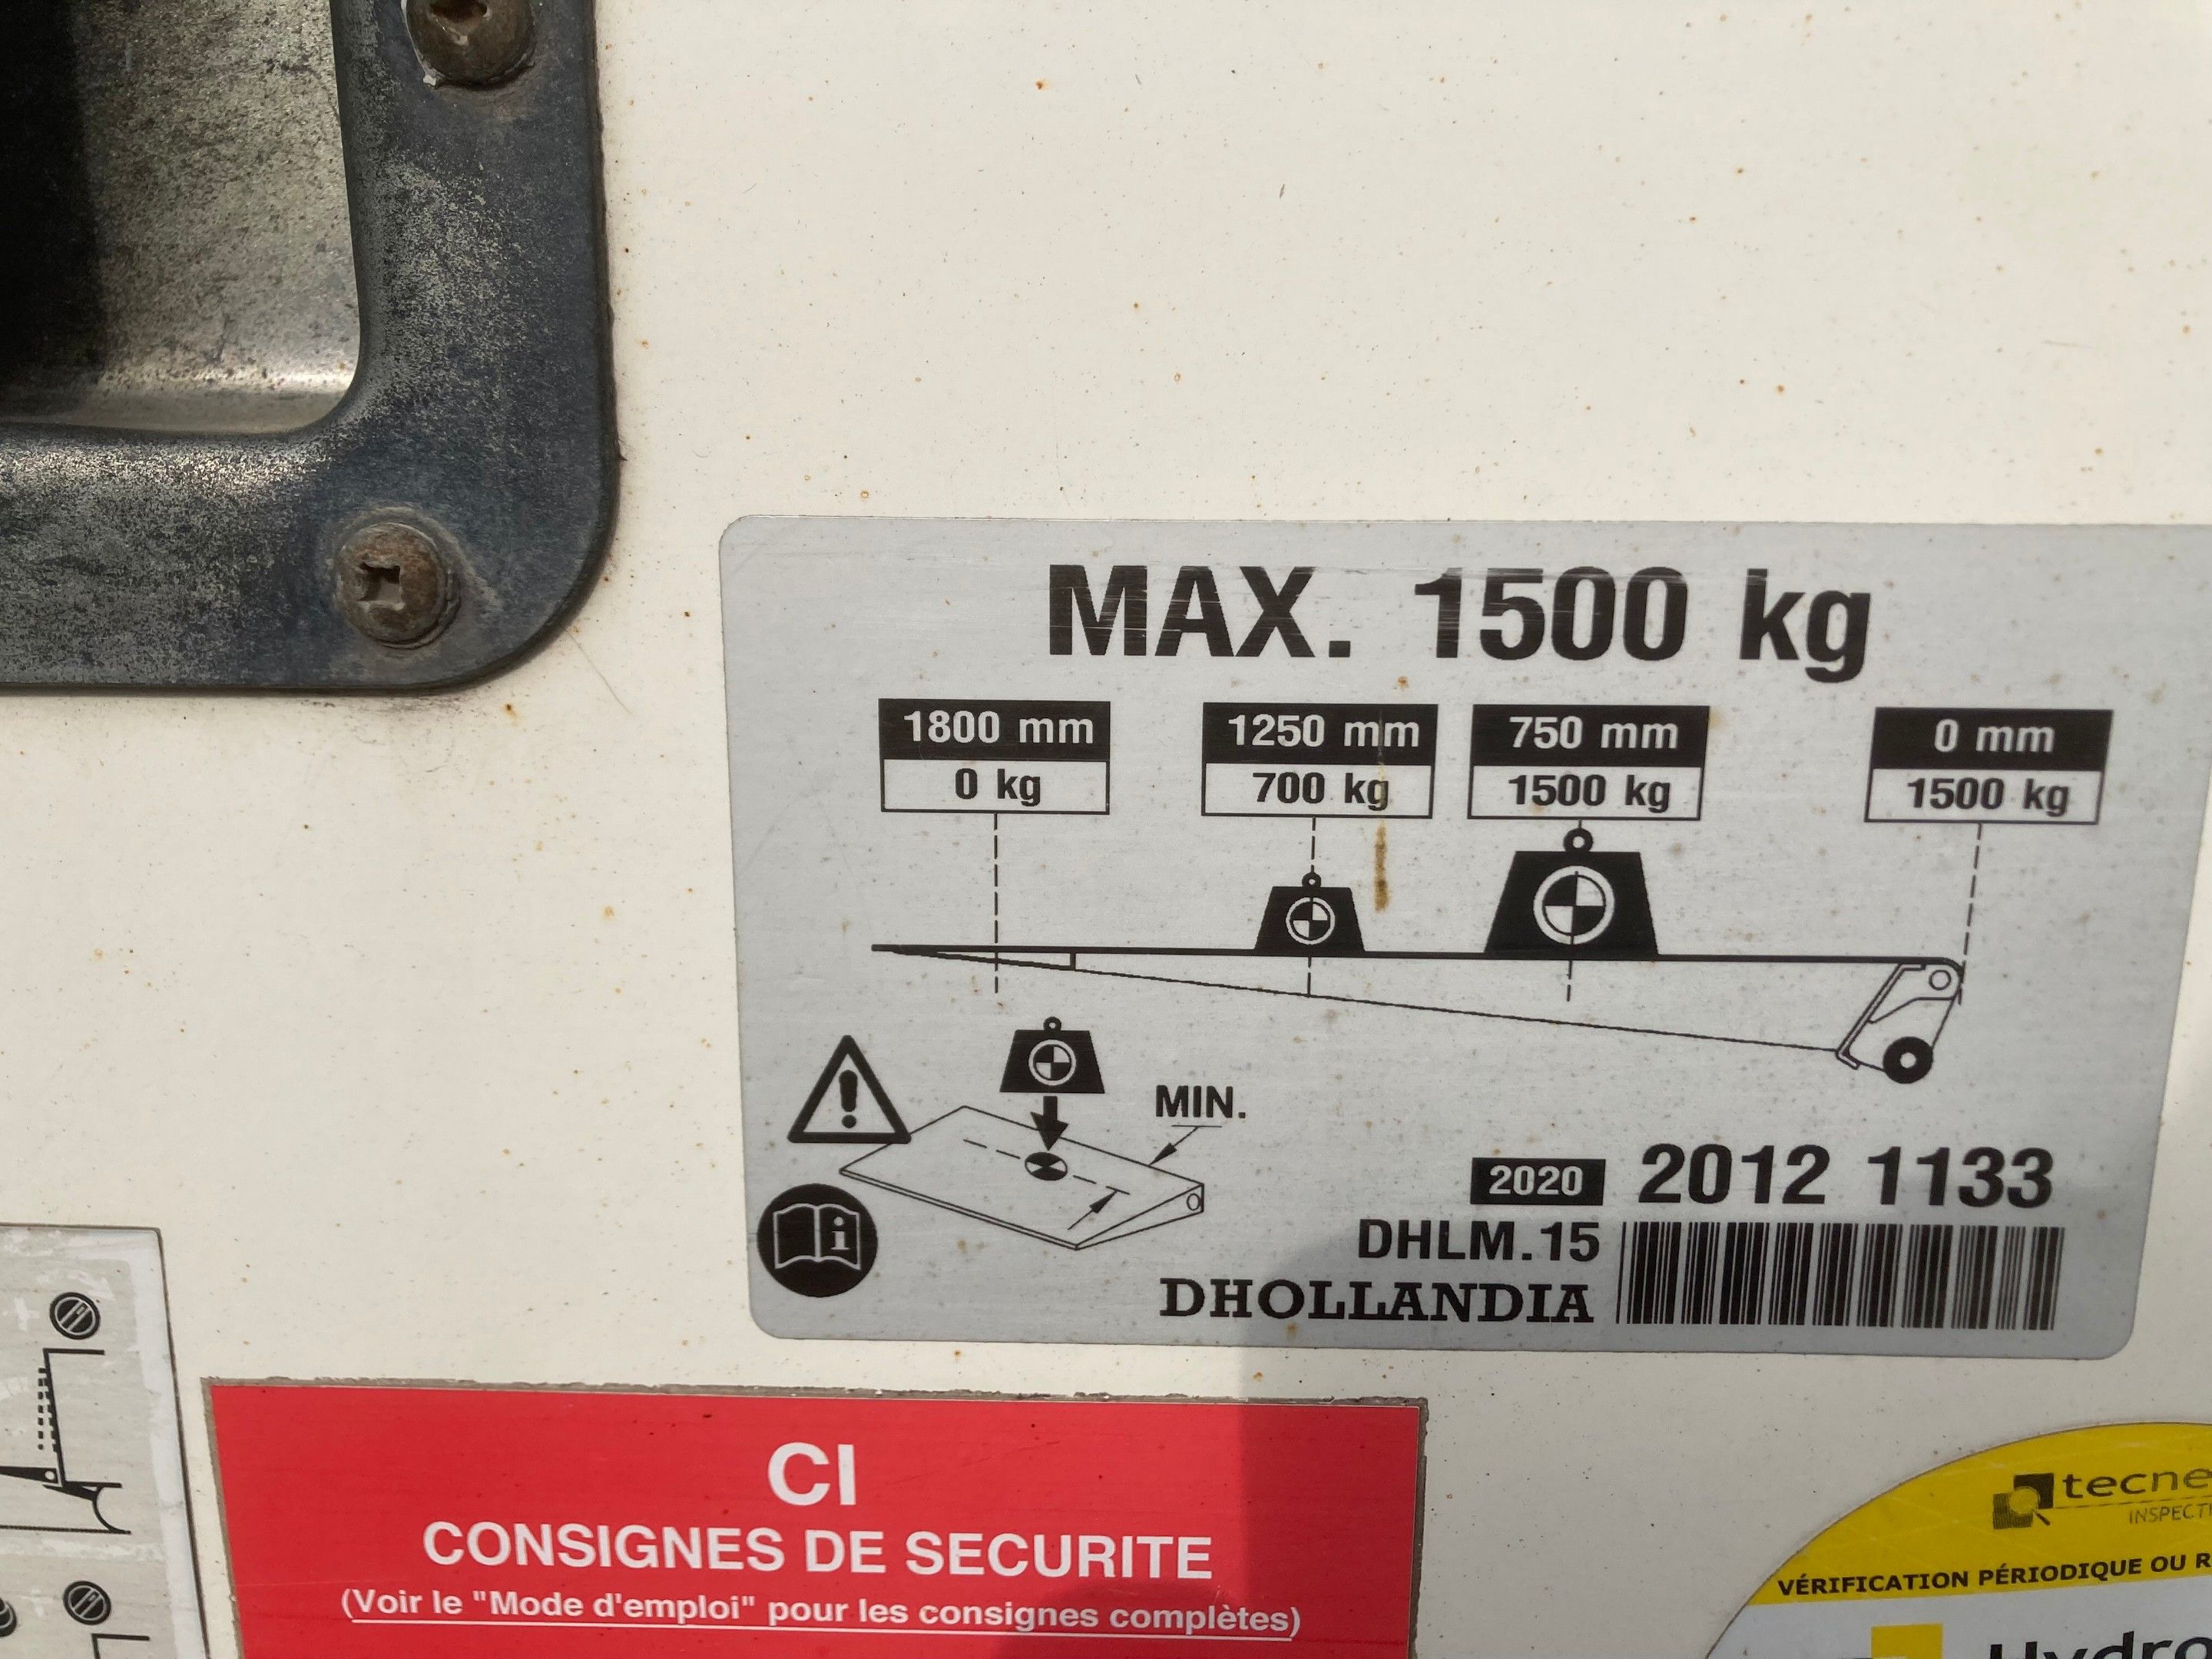 MAX. 1500 kg
1800 mm 1250 mm 750 mm 0 mm
0 kg 700 kg 1500 kg 1500 kg
MIN.
2020 2012 1133
DHLM.15
DHOLLANDIA
CI
CONSIGNES DE SECURITE
(Voir le "Mode d'emploi" pour les consignes complètes)
VÉRIFICATION PÉRIODIQUE OU